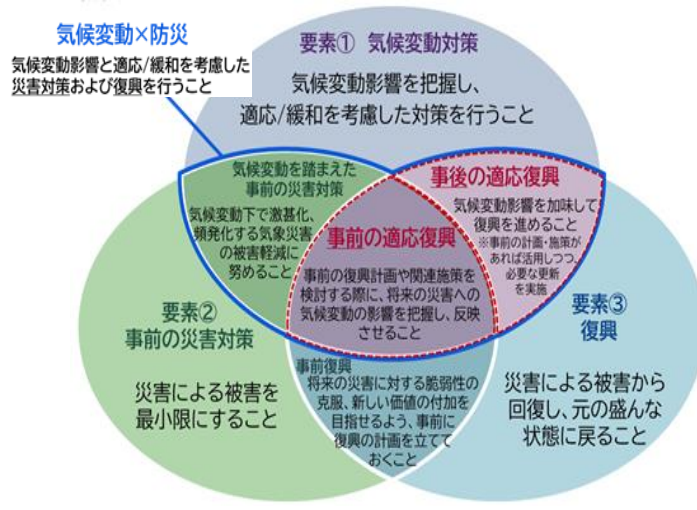 気候変動×防災
気候変動影響と適応/緩和を考慮した
災害対策および復興を行うこと
要素① 気候変動対策
気候変動影響を把握し、
適応/緩和を考慮した対策を行うこと
気候変動を踏まえた
事前の災害対策
気候変動下で激甚化、
頻発化する気象災害
の被害軽減に
努めること
事後の適応復興
気候変動影響を加味して
復興を進めること
※事前の計画・施策が
あれば活用しつつ、
必要な更新
を実施
事前の適応復興
事前の復興計画や関連施策を
検討する際に、将来の災害への
気候変動の影響を把握し、反映
させること
要素②
事前の災害対策
災害による被害を
最小限にすること
要素③
復興
災害による被害から
回復し、元の盛んな
状態に戻ること
事前復興
将来の災害に対する脆弱性の
克服、新しい価値の付加を
目指せるよう、事前に
復興の計画を立てて
おくこと